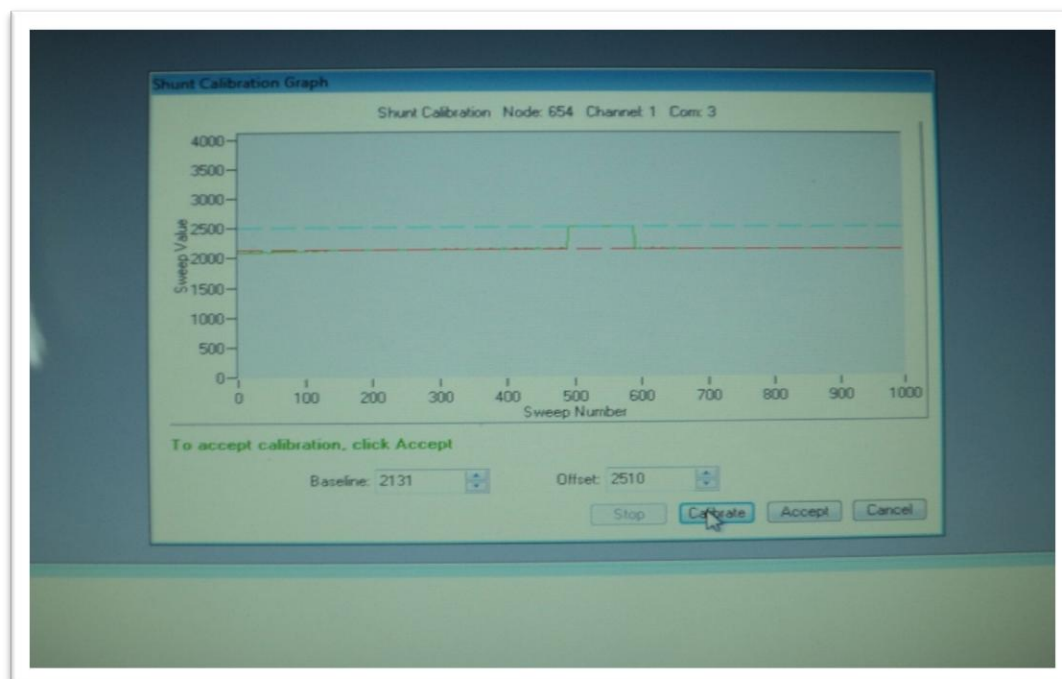 Shunt Calibration Graph
Shunt Calibration Node: 654 Channel: 1 Com: 3
4000
3500
3000
2500
2000
1500
1000
500
0
Sweep Value
0 100 200 300 400 500 600 700 800 900 1000
Sweep Number
To accept calibration, click Accept
Baseline: 2131 Offset: 2510
Stop Calibrate Accept Cancel